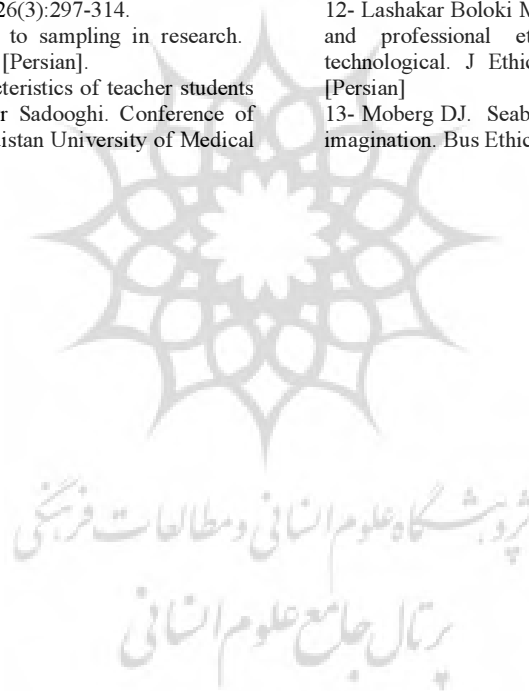 26(3):297-314.
to sampling in research.
[Persian].
cteristics of teacher students
r Sadooghi. Conference of
distan University of Medical
12- Lashakar Boloki M
and professional et
technological. J Ethic
[Persian]
13- Moberg DJ. Seab
imagination. Bus Ethic
پژوهشگاه علوم انسانی و مطالعات فرهنگی
پرتال جامع علوم انسانی